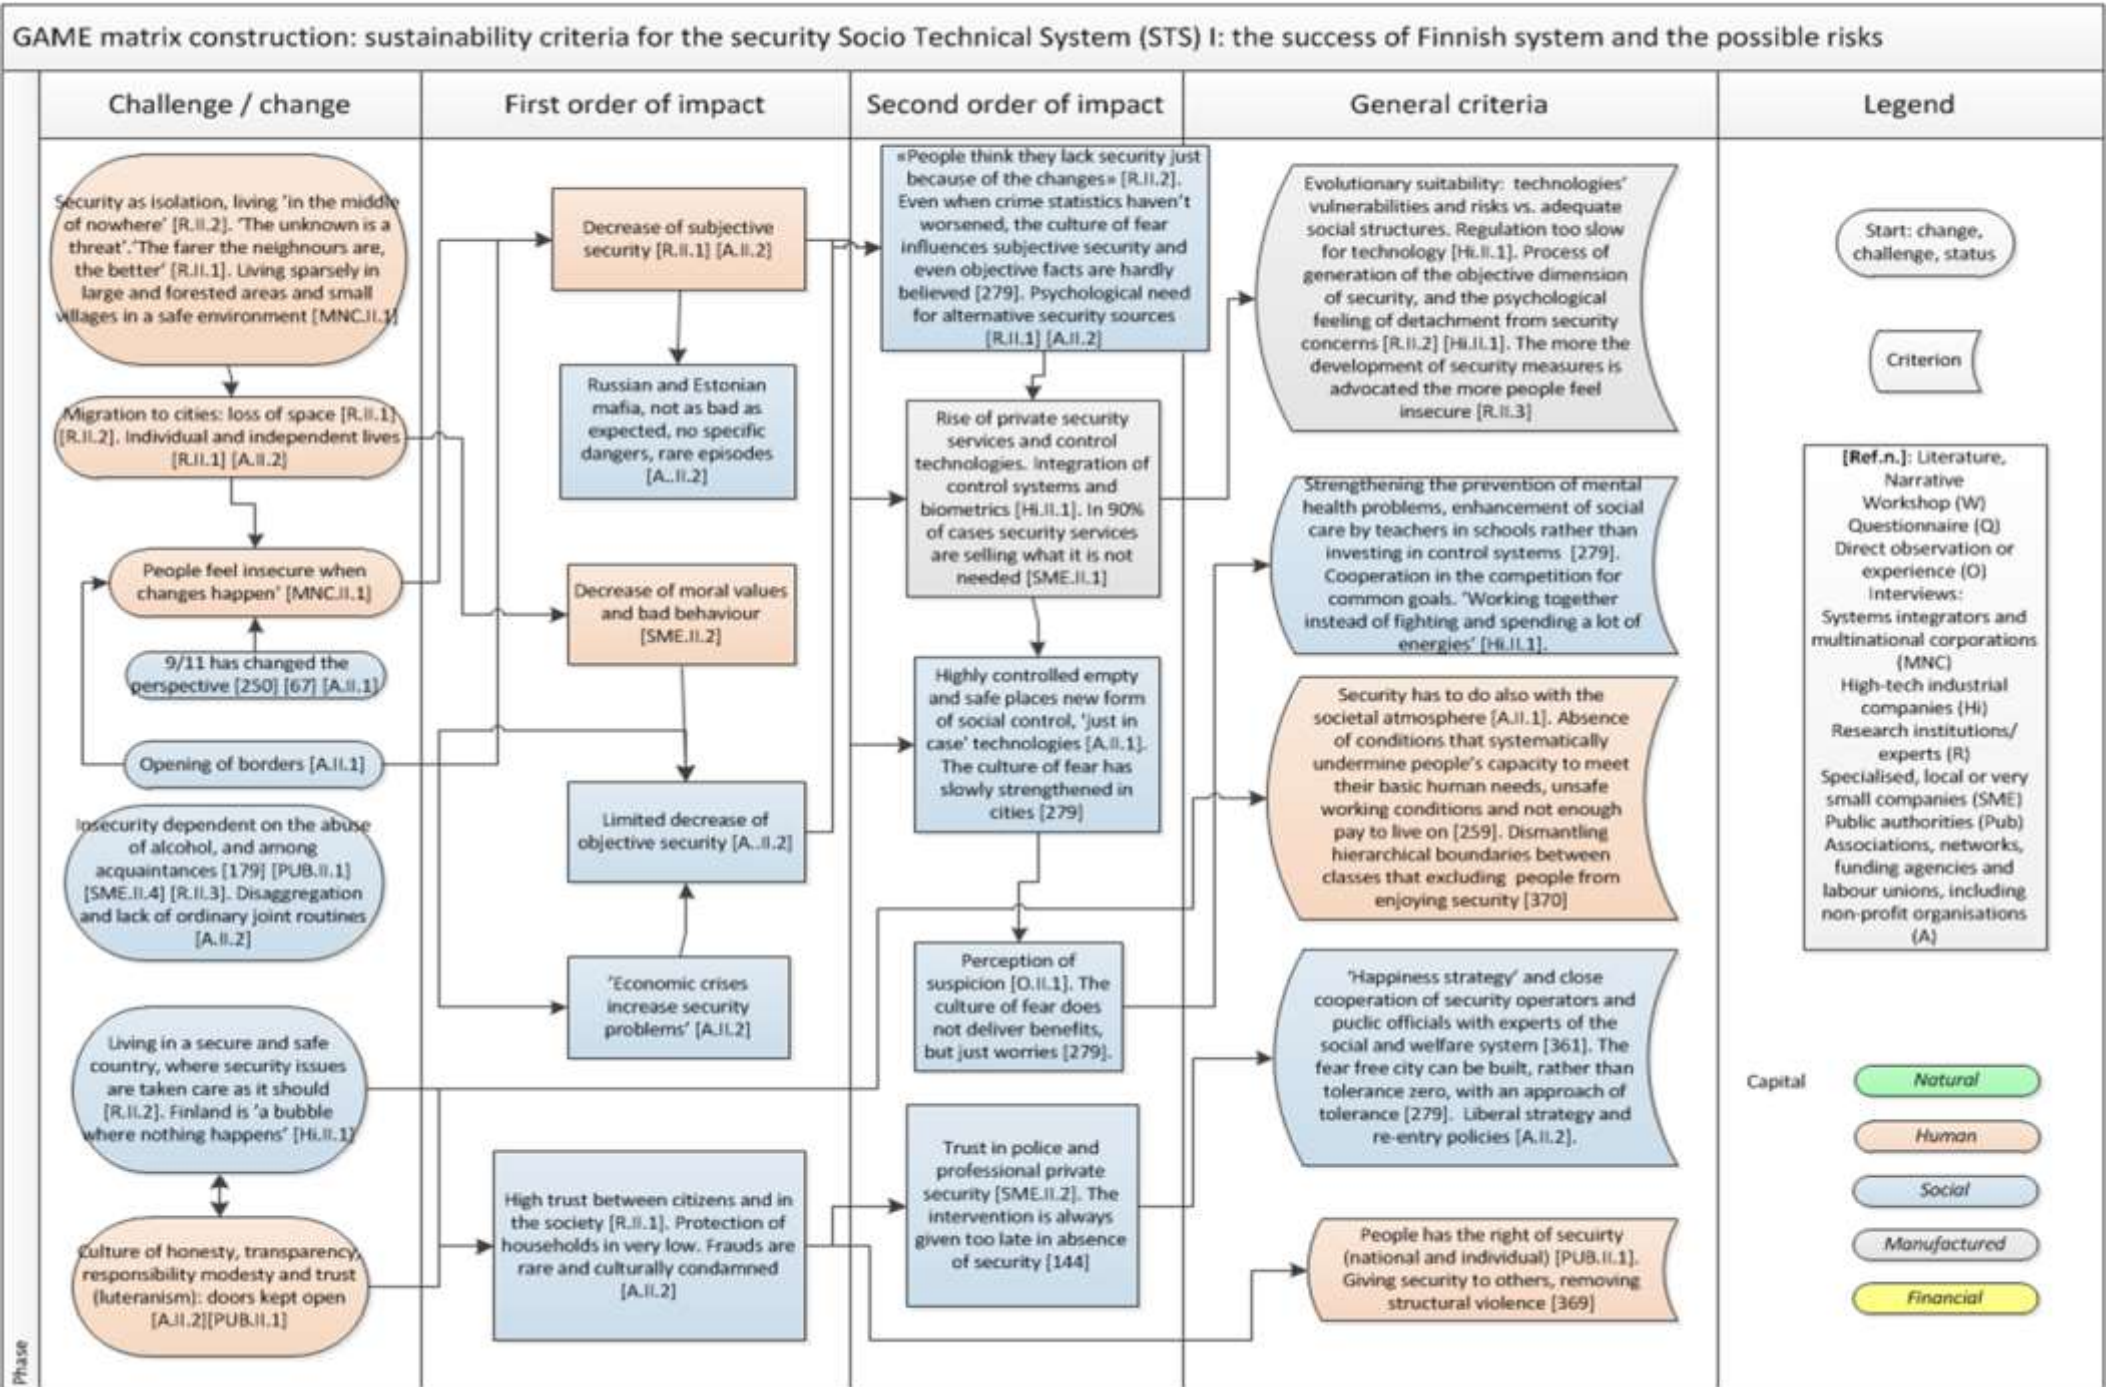 GAME matrix construction: sustainability criteria for the security Socio Technical System (STS) I: the success of Finnish system and the possible risks
Challenge / change
First order of impact
Second order of impact
General criteria
Legend
Security as isolation, living 'in the middle
of nowhere' [R.II.2]. 'The unknown is a
threat'.'The farer the neighnours are,
the better' [R.II.1]. Living sparsely in
large and forested areas and small
villages in a safe environment [MNC.II.1]
Migration to cities: loss of space [R.II.1]
[R.II.2]. Individual and independent lives
[R.II.1] [A.II.2]
People feel insecure when
changes happen' [MNC.II.1]
9/11 has changed the
perspective [250] [67] [A.II.1]
Opening of borders [A.II.1]
Insecurity dependent on the abuse
of alcohol, and among
acquaintances [179] [PUB.II.1]
[SME.II.4] [R.II.3]. Disaggregation
and lack of ordinary joint routines
[A.II.2]
Living in a secure and safe
country, where security issues
are taken care as it should
[R.II.2]. Finland is 'a bubble
where nothing happens' [Hi.II.1]
Culture of honesty, transparency,
responsibility modesty and trust
(luteranism): doors kept open
[A.II.2][PUB.II.1]
Decrease of subjective
security [R.II.1] [A.II.2]
Russian and Estonian
mafia, not as bad as
expected, no specific
dangers, rare episodes
[A..II.2]
Decrease of moral values
and bad behaviour
[SME.II.2]
Limited decrease of
objective security [A..II.2]
'Economic crises
increase security
problems' [A.II.2]
High trust between citizens and in
the society [R.II.1]. Protection of
households in very low. Frauds are
rare and culturally condamned
[A.II.2]
«People think they lack security just
because of the changes» [R.II.2].
Even when crime statistics haven't
worsened, the culture of fear
influences subjective security and
even objective facts are hardly
believed [279]. Psychological need
for alternative security sources
[R.II.1] [A.II.2]
Rise of private security
services and control
technologies. Integration of
control systems and
biometrics [Hi.II.1]. In 90%
of cases security services
are selling what it is not
needed [SME.II.1]
Highly controlled empty
and safe places new form
of social control, 'just in
case' technologies [A.II.1].
The culture of fear has
slowly strengthened in
cities [279]
Perception of
suspicion [O.II.1]. The
culture of fear does
not deliver benefits,
but just worries [279].
Trust in police and
professional private
security [SME.II.2]. The
intervention is always
given too late in absence
of security [144]
Evolutionary suitability: technologies'
vulnerabilities and risks vs. adequate
social structures. Regulation too slow
for technology [Hi.II.1]. Process of
generation of the objective dimension
of security, and the psychological
feeling of detachment from security
concerns [R.II.2] [Hi.II.1]. The more the
development of security measures is
advocated the more people feel
insecure [R.II.3]
Strengthening the prevention of mental
health problems, enhancement of social
care by teachers in schools rather than
investing in control systems [279].
Cooperation in the competition for
common goals. 'Working together
instead of fighting and spending a lot of
energies' [Hi.II.1].
Security has to do also with the
societal atmosphere [A.II.1]. Absence
of conditions that systematically
undermine people's capacity to meet
their basic human needs, unsafe
working conditions and not enough
pay to live on [259]. Dismantling
hierarchical boundaries between
classes that excluding people from
enjoying security [370]
'Happiness strategy' and close
cooperation of security operators and
puclic officials with experts of the
social and welfare system [361]. The
fear free city can be built, rather than
tolerance zero, with an approach of
tolerance [279]. Liberal strategy and
re-entry policies [A.II.2].
People has the right of secuirty
(national and individual) [PUB.II.1].
Giving security to others, removing
structural violence [369]
Start: change,
challenge, status
Criterion
[Ref.n.]: Literature,
Narrative
Workshop (W)
Questionnaire (Q)
Direct observation or
experience (O)
Interviews:
Systems integrators and
multinational corporations
(MNC)
High-tech industrial
companies (Hi)
Research institutions/
experts (R)
Specialised, local or very
small companies (SME)
Public authorities (Pub)
Associations, networks,
funding agencies and
labour unions, including
non-profit organisations
(A)
Capital
Natural
Human
Social
Manufactured
Financial
Phase